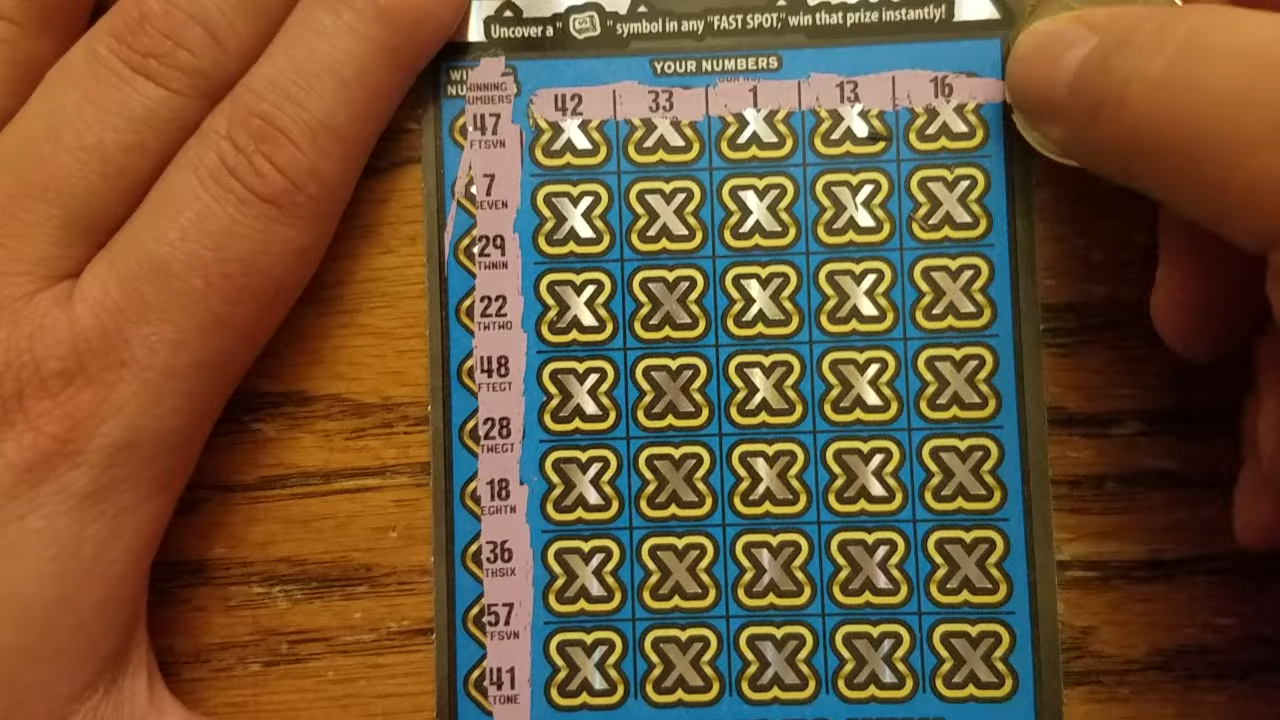 Uncover a " " symbol in any "FAST SPOT," win that prize instantly!
YOUR NUMBERS
WINNING
NUMBERS
42 33 1 13 16
47
FTSVN
7
SEVEN
29
TWNIN
22
TWTWO
48
FTEGT
28
TWEGT
18
EGHTN
36
THSIX
57
FFSVN
41
FTONE
X X X X X
X X X X X
X X X X X
X X X X X
X X X X X
X X X X X
X X X X X